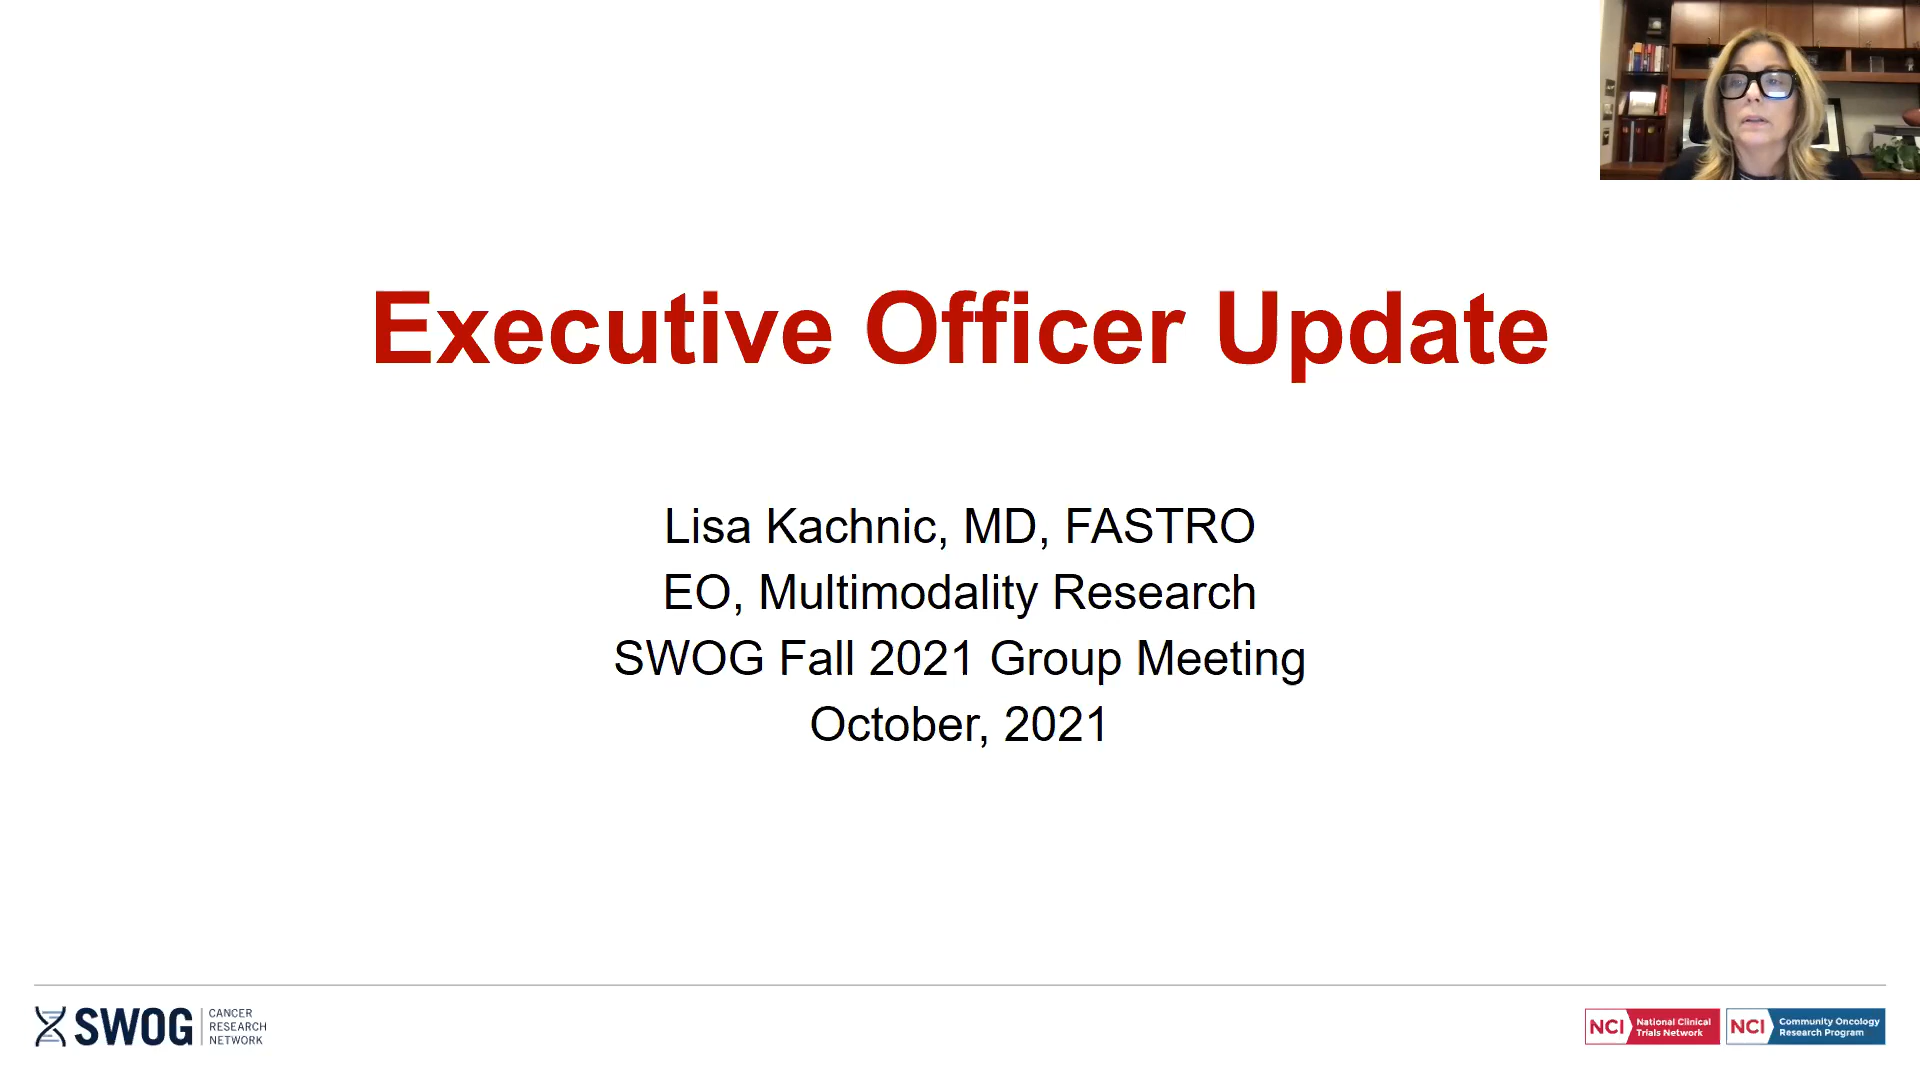 Executive Officer Update
Lisa Kachnic, MD, FASTRO
EO, Multimodality Research
SWOG Fall 2021 Group Meeting
October, 2021
SWOG
CANCER
RESEARCH
NETWORK
NCI
National Clinical
Trials Network
NCI
Community Oncology
Research Program